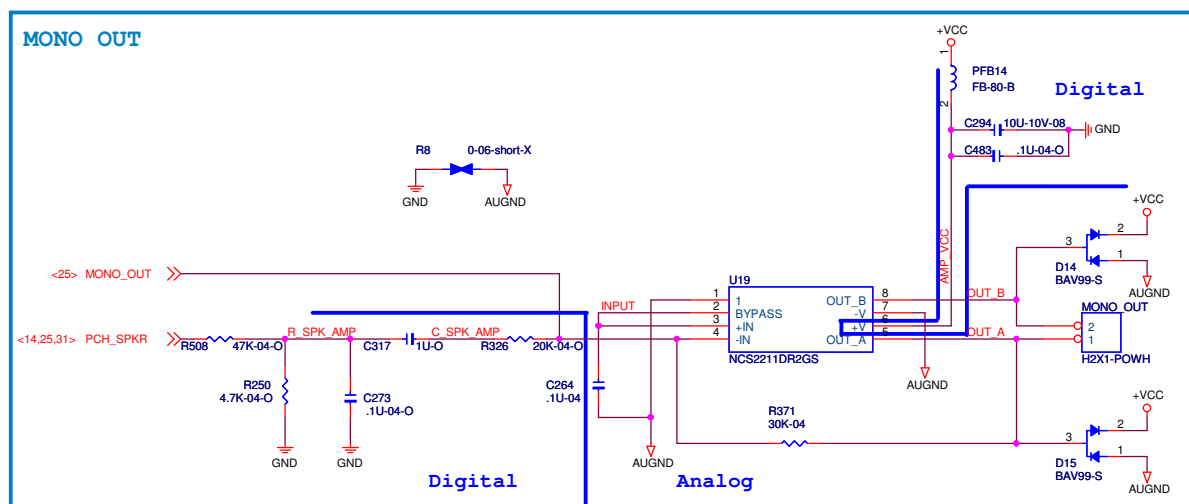 MONO OUT
+VCC
1
PFB14
FB-80-B
2
Digital
C294 10U-10V-08
GND
C483 .1U-04-O
R8 0-06-short-X
GND
AUGND
+VCC
2
3
1
D14
BAV99-S
AUGND
AMP_VCC
<25> MONO_OUT
U19
INPUT
1 1 OUT_B 8 OUT_B
2 BYPASS -V 7
3 +IN +V 6
4 -IN OUT_A 5 OUT_A
NCS2211DR2GS
MONO_OUT
2
1
H2X1-POWH
<14,25,31> PCH_SPKR
R508 47K-04-O
R_SPK_AMP
C317 1U-O
C_SPK_AMP
R326 20K-04-O
R250
4.7K-04-O
C273
.1U-04-O
C264
.1U-04
AUGND
R371
30K-04
+VCC
2
3
1
D15
BAV99-S
AUGND
GND
GND
AUGND
Digital
Analog